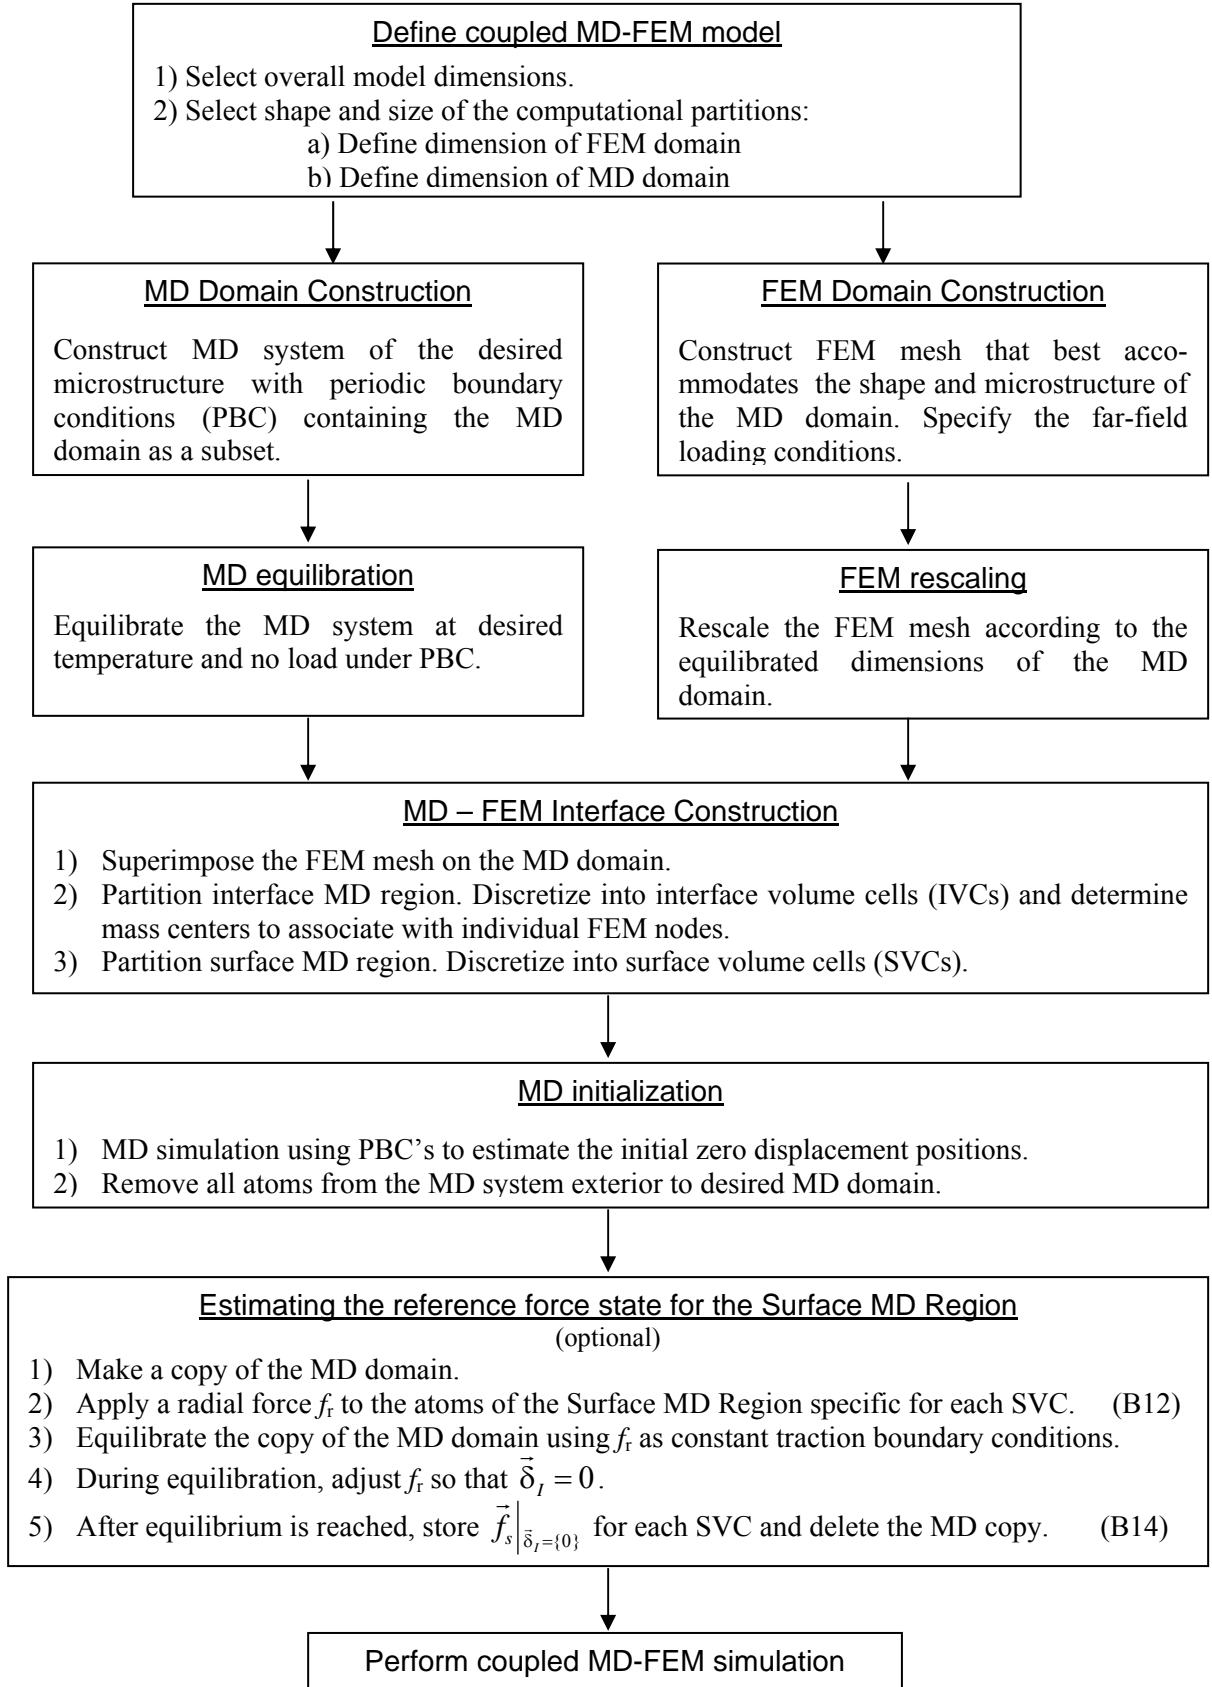 Define coupled MD-FEM model
1) Select overall model dimensions.
2) Select shape and size of the computational partitions:
a) Define dimension of FEM domain
b) Define dimension of MD domain
MD Domain Construction
Construct MD system of the desired
microstructure with periodic boundary
conditions (PBC) containing the MD
domain as a subset.
FEM Domain Construction
Construct FEM mesh that best acco-
mmodates the shape and microstructure of
the MD domain. Specify the far-field
loading conditions.
MD equilibration
Equilibrate the MD system at desired
temperature and no load under PBC.
FEM rescaling
Rescale the FEM mesh according to the
equilibrated dimensions of the MD
domain.
MD – FEM Interface Construction
1) Superimpose the FEM mesh on the MD domain.
2) Partition interface MD region. Discretize into interface volume cells (IVCs) and determine
mass centers to associate with individual FEM nodes.
3) Partition surface MD region. Discretize into surface volume cells (SVCs).
MD initialization
1) MD simulation using PBC's to estimate the initial zero displacement positions.
2) Remove all atoms from the MD system exterior to desired MD domain.
Estimating the reference force state for the Surface MD Region
(optional)
1) Make a copy of the MD domain.
2) Apply a radial force $f_r$ to the atoms of the Surface MD Region specific for each SVC. (B12)
3) Equilibrate the copy of the MD domain using $f_r$ as constant traction boundary conditions.
4) During equilibration, adjust $f_r$ so that $\vec{\delta}_I = 0$.
5) After equilibrium is reached, store $\vec{f}_s|_{\vec{\delta}_I=\{0\}}$ for each SVC and delete the MD copy. (B14)
Perform coupled MD-FEM simulation